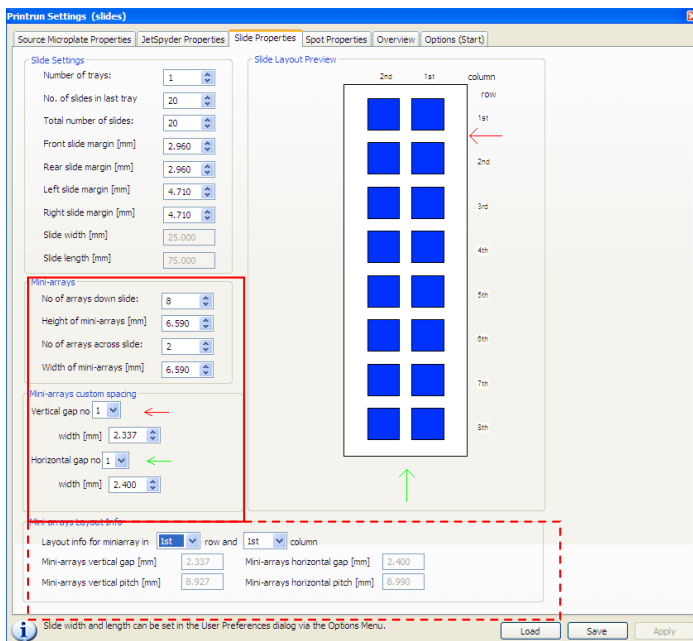 Printrun Settings (slides)
Source Microplate Properties JetSpyder Properties Slide Properties Spot Properties Overview Options (Start)
Slide Settings
Number of trays: 1
No. of slides in last tray 20
Total number of slides: 20
Front slide margin [mm] 2.960
Rear slide margin [mm] 2.960
Left slide margin [mm] 4.710
Right slide margin [mm] 4.710
Slide width [mm] 25.000
Slide length [mm] 75.000
Mini-arrays
No of arrays down slide: 8
Height of mini-arrays [mm] 6.590
No of arrays across slide: 2
Width of mini-arrays [mm] 6.590
Mini-arrays custom spacing
Vertical gap no 1
width [mm] 2.337
Horizontal gap no 1
width [mm] 2.400
Slide Layout Preview
2nd 1st column
row
1st
2nd
3rd
4th
5th
6th
7th
8th
Mini-arrays Layout Info
Layout info for miniarray in 1st row and 1st column
Mini-arrays vertical gap [mm] 2.337 Mini-arrays horizontal gap [mm] 2.400
Mini-arrays vertical pitch [mm] 8.927 Mini-arrays horizontal pitch [mm] 8.990
Slide width and length can be set in the User Preferences dialog via the Options Menu.
Load Save Apply